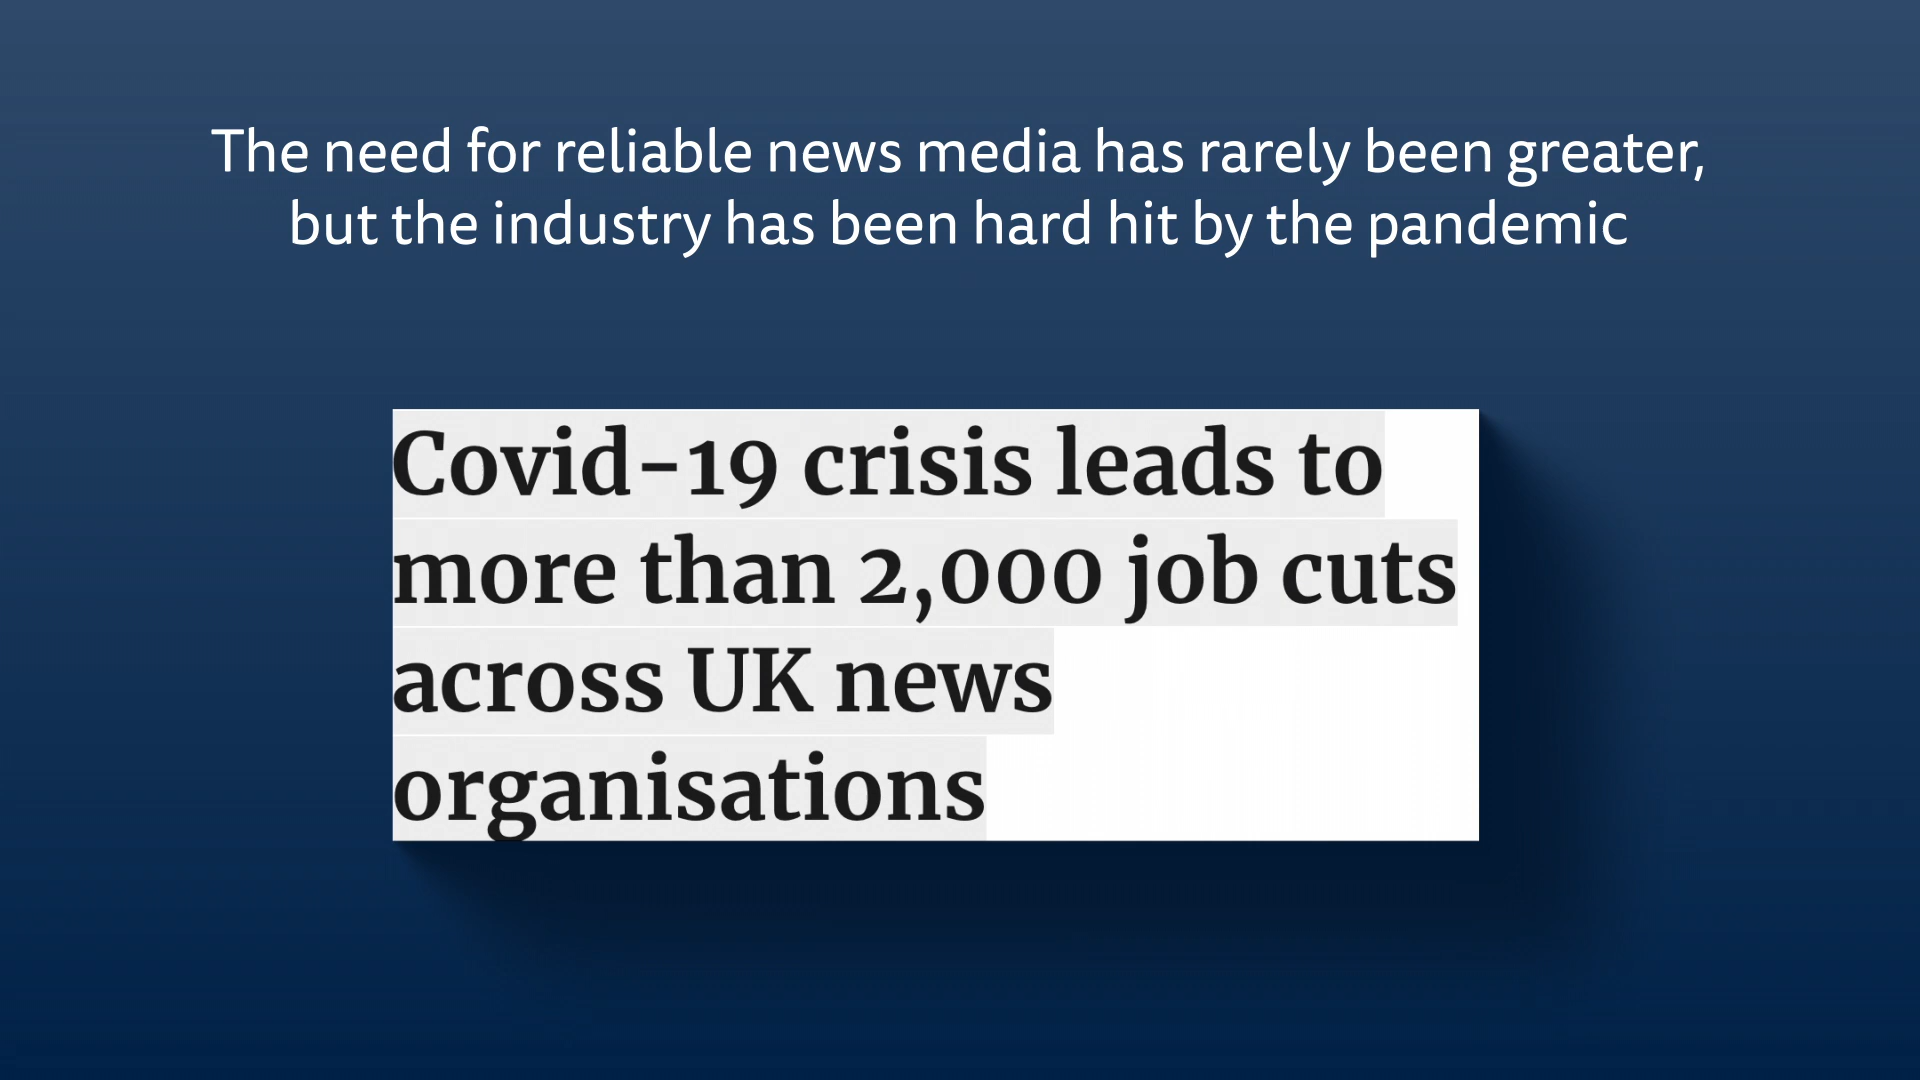 The need for reliable news media has rarely been greater,
but the industry has been hard hit by the pandemic
Covid-19 crisis leads to
more than 2,000 job cuts
across UK news
organisations